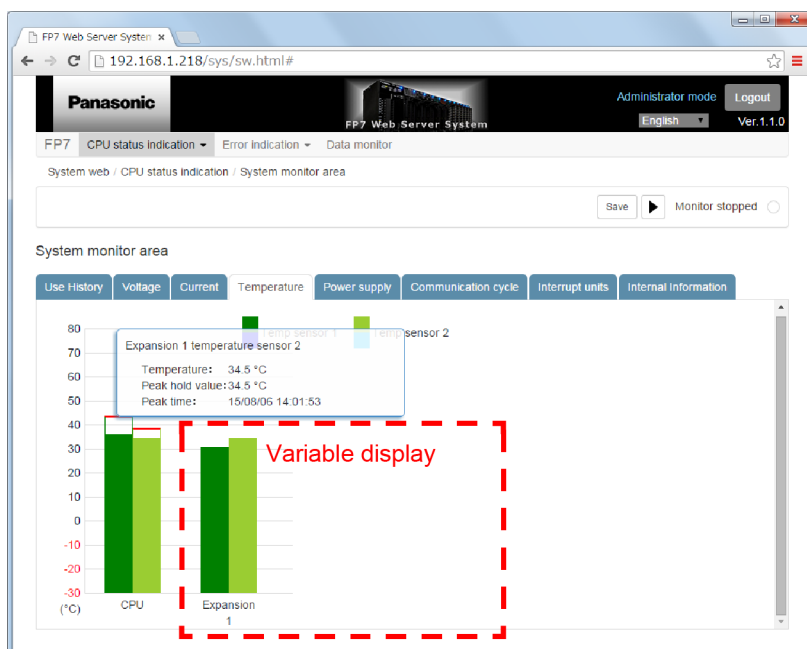 FP7 Web Server System ×
192.168.1.218/sys/sw.html#
Panasonic
FP7 Web Server System
Administrator mode Logout
English Ver.1.1.0
FP7 CPU status indication Error indication Data monitor
System web / CPU status indication / System monitor area
Save Monitor stopped
System monitor area
Use History Voltage Current Temperature Power supply Communication cycle Interrupt units Internal Information
Temp sensor 1 Temp sensor 2
Expansion 1 temperature sensor 2
Temperature: 34.5 °C
Peak hold value: 34.5 °C
Peak time: 15/08/06 14:01:53
Variable display
80
70
60
50
40
30
20
10
0
-10
-20
-30
(°C) CPU Expansion
1